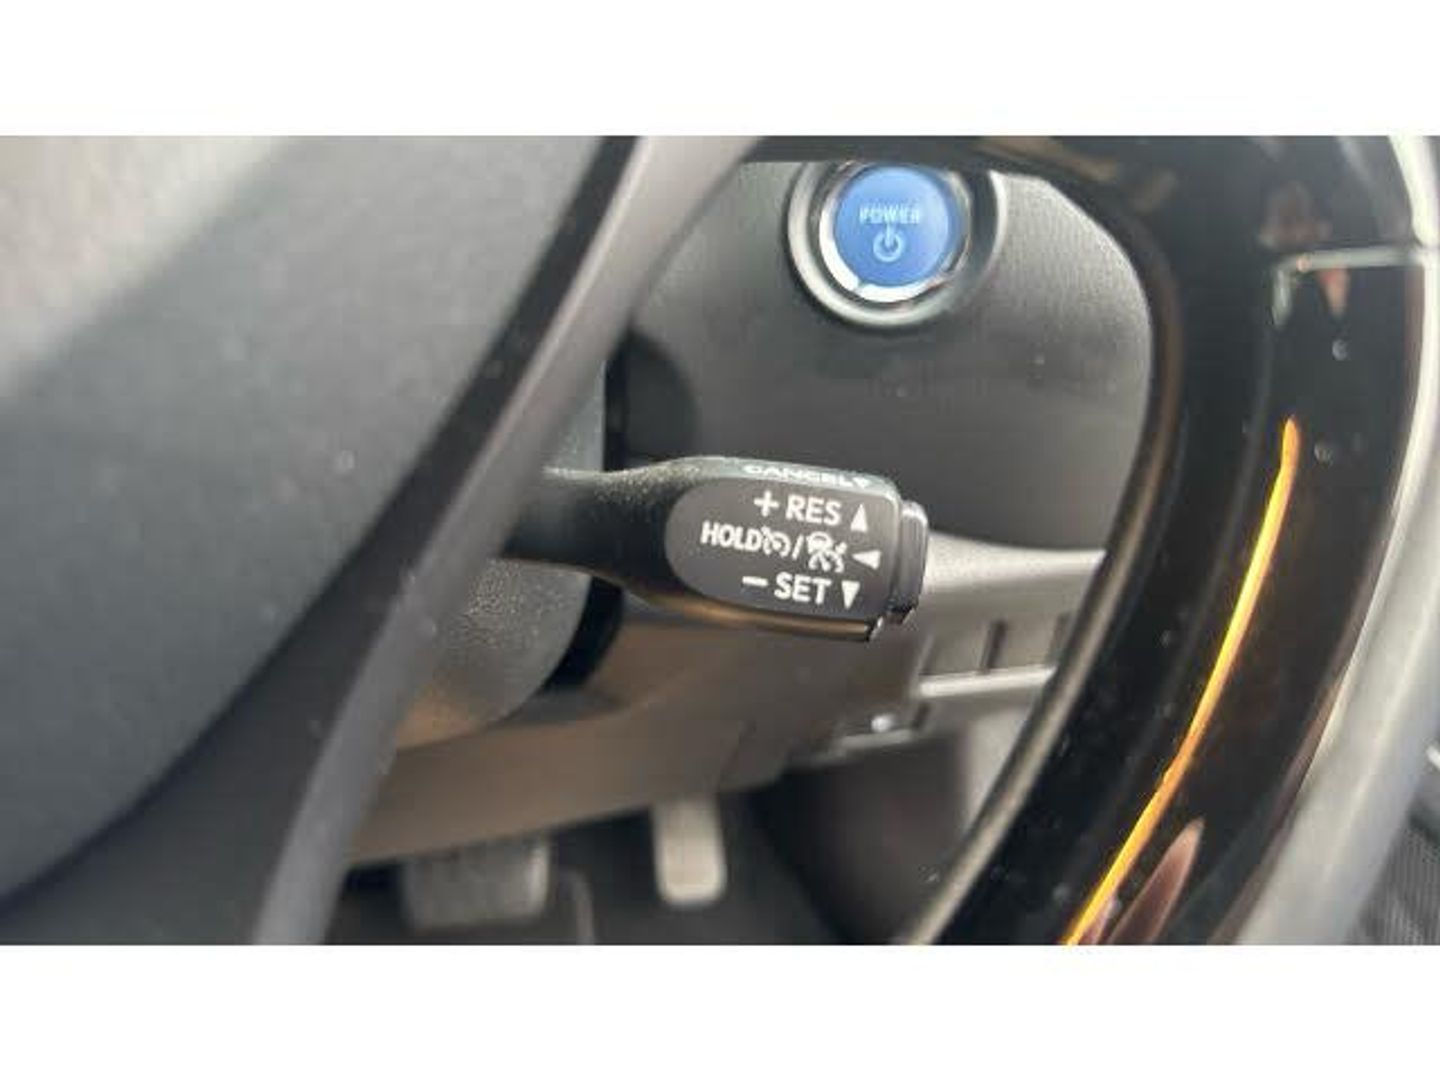 POWER
CANCEL
+ RES ▲
HOLD / ◄
− SET ▼